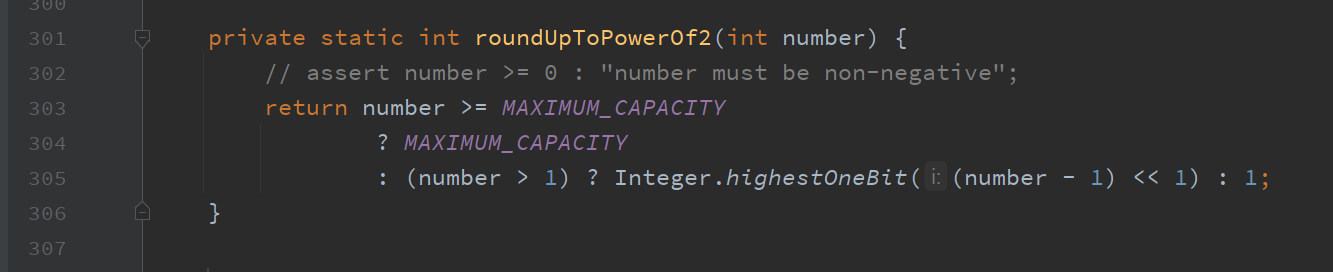 300
301 private static int roundUpToPowerOf2(int number) {
302 // assert number >= 0 : "number must be non-negative";
303 return number >= MAXIMUM_CAPACITY
304 ? MAXIMUM_CAPACITY
305 : (number > 1) ? Integer.highestOneBit( i: (number - 1) << 1) : 1;
306 }
307